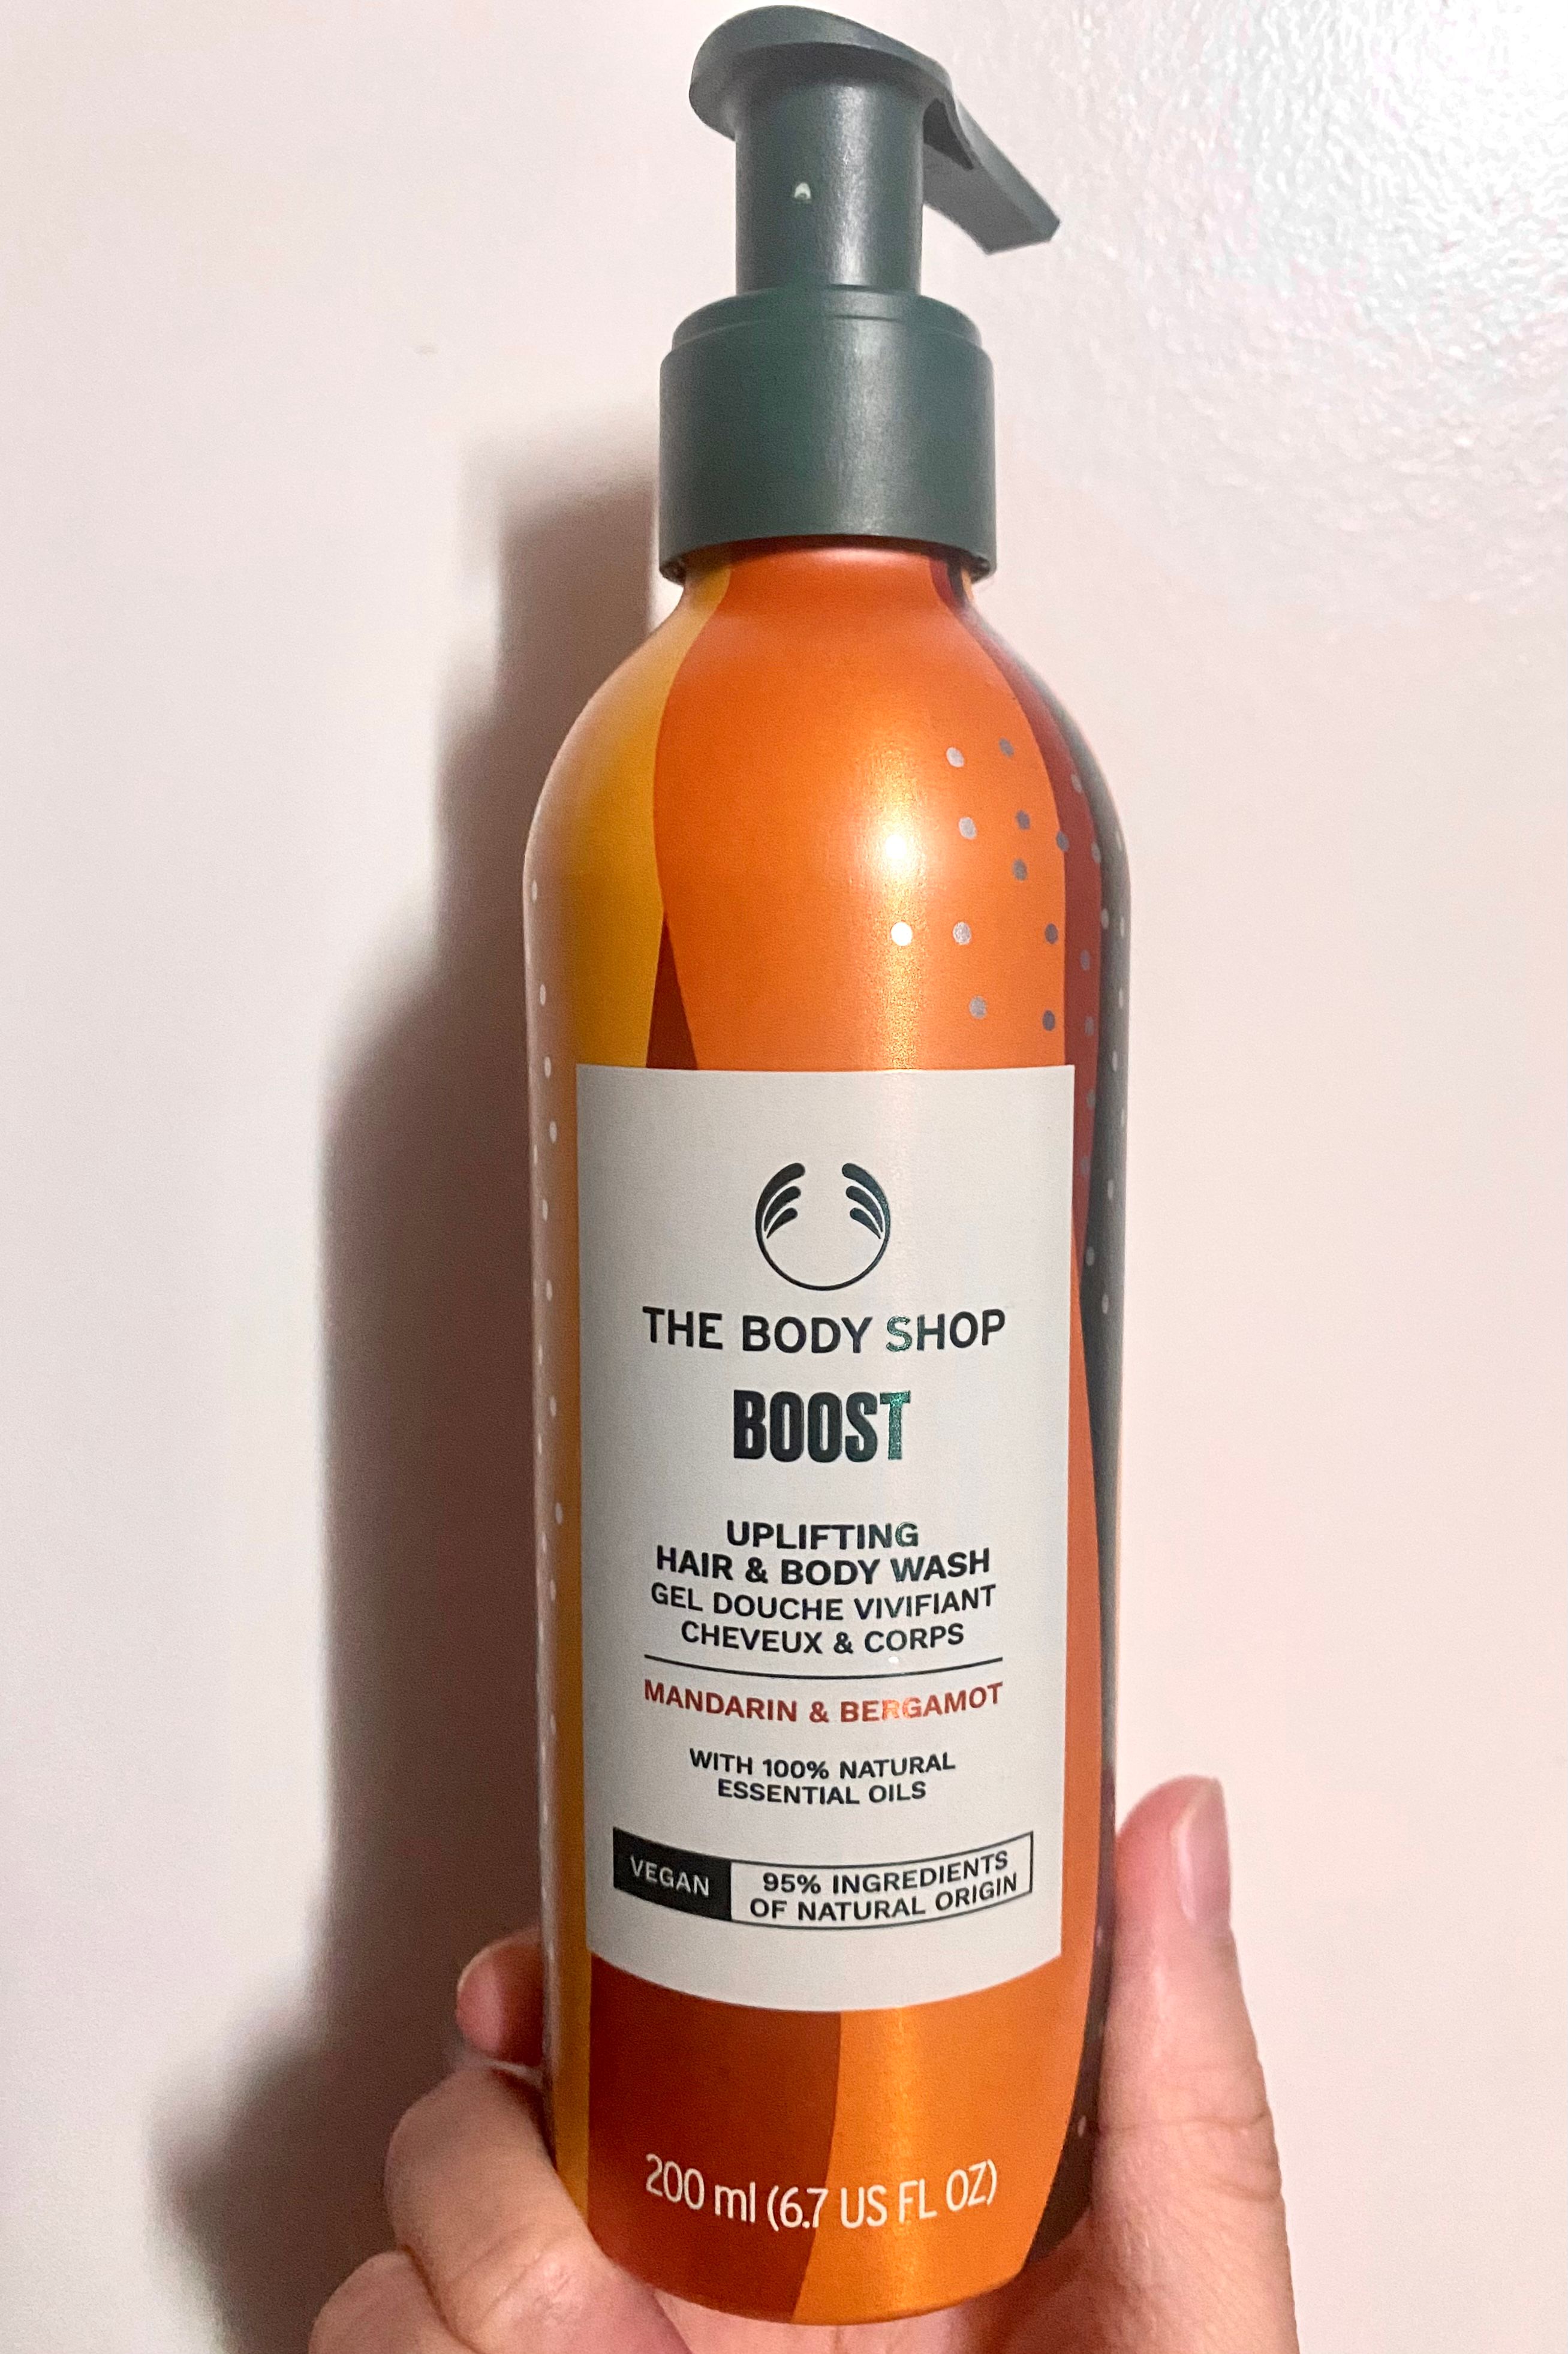 THE BODY SHOP
BOOST
UPLIFTING
HAIR & BODY WASH
GEL DOUCHE VIVIFIANT
CHEVEUX & CORPS
MANDARIN & BERGAMOT
WITH 100% NATURAL
ESSENTIAL OILS
VEGAN
95% INGREDIENTS
OF NATURAL ORIGIN
200 ml (6.7 US FL OZ)